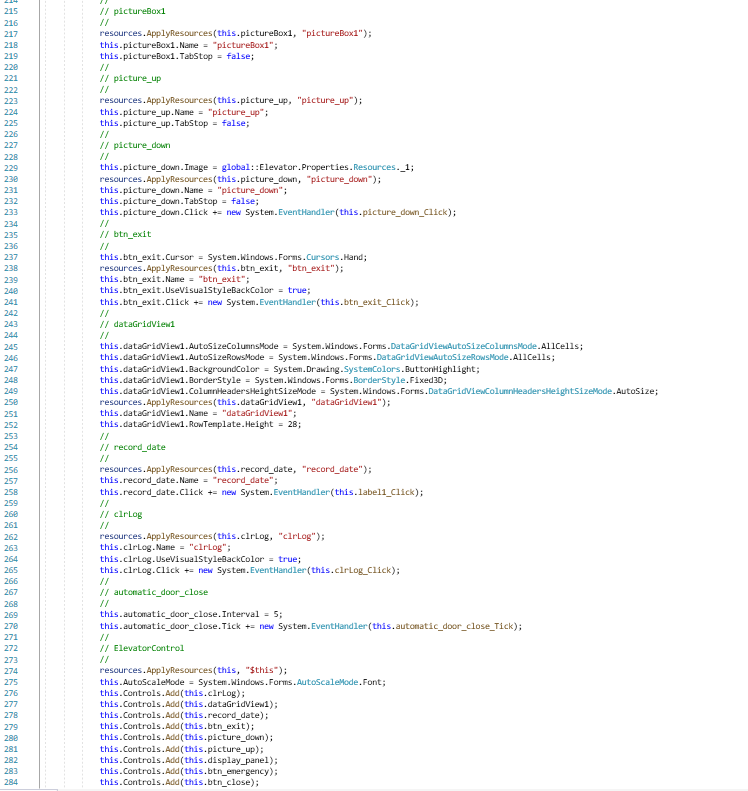 214 //
215 // pictureBox1
216 //
217 resources.ApplyResources(this.pictureBox1, "pictureBox1");
218 this.pictureBox1.Name = "pictureBox1";
219 this.pictureBox1.TabStop = false;
220 //
221 // picture_up
222 //
223 resources.ApplyResources(this.picture_up, "picture_up");
224 this.picture_up.Name = "picture_up";
225 this.picture_up.TabStop = false;
226 //
227 // picture_down
228 //
229 this.picture_down.Image = global::Elevator.Properties.Resources._1;
230 resources.ApplyResources(this.picture_down, "picture_down");
231 this.picture_down.Name = "picture_down";
232 this.picture_down.TabStop = false;
233 this.picture_down.Click += new System.EventHandler(this.picture_down_Click);
234 //
235 // btn_exit
236 //
237 this.btn_exit.Cursor = System.Windows.Forms.Cursors.Hand;
238 resources.ApplyResources(this.btn_exit, "btn_exit");
239 this.btn_exit.Name = "btn_exit";
240 this.btn_exit.UseVisualStyleBackColor = true;
241 this.btn_exit.Click += new System.EventHandler(this.btn_exit_Click);
242 //
243 // dataGridView1
244 //
245 this.dataGridView1.AutoSizeColumnsMode = System.Windows.Forms.DataGridViewAutoSizeColumnsMode.AllCells;
246 this.dataGridView1.AutoSizeRowsMode = System.Windows.Forms.DataGridViewAutoSizeRowsMode.AllCells;
247 this.dataGridView1.BackgroundColor = System.Drawing.SystemColors.ButtonHighlight;
248 this.dataGridView1.BorderStyle = System.Windows.Forms.BorderStyle.Fixed3D;
249 this.dataGridView1.ColumnHeadersHeightSizeMode = System.Windows.Forms.DataGridViewColumnHeadersHeightSizeMode.AutoSize;
250 resources.ApplyResources(this.dataGridView1, "dataGridView1");
251 this.dataGridView1.Name = "dataGridView1";
252 this.dataGridView1.RowTemplate.Height = 28;
253 //
254 // record_date
255 //
256 resources.ApplyResources(this.record_date, "record_date");
257 this.record_date.Name = "record_date";
258 this.record_date.Click += new System.EventHandler(this.label1_Click);
259 //
260 // clrLog
261 //
262 resources.ApplyResources(this.clrLog, "clrLog");
263 this.clrLog.Name = "clrLog";
264 this.clrLog.UseVisualStyleBackColor = true;
265 this.clrLog.Click += new System.EventHandler(this.clrLog_Click);
266 //
267 // automatic_door_close
268 //
269 this.automatic_door_close.Interval = 5;
270 this.automatic_door_close.Tick += new System.EventHandler(this.automatic_door_close_Tick);
271 //
272 // ElevatorControl
273 //
274 resources.ApplyResources(this, "$this");
275 this.AutoScaleMode = System.Windows.Forms.AutoScaleMode.Font;
276 this.Controls.Add(this.clrLog);
277 this.Controls.Add(this.dataGridView1);
278 this.Controls.Add(this.record_date);
279 this.Controls.Add(this.btn_exit);
280 this.Controls.Add(this.picture_down);
281 this.Controls.Add(this.picture_up);
282 this.Controls.Add(this.display_panel);
283 this.Controls.Add(this.btn_emergency);
284 this.Controls.Add(this.btn_close);